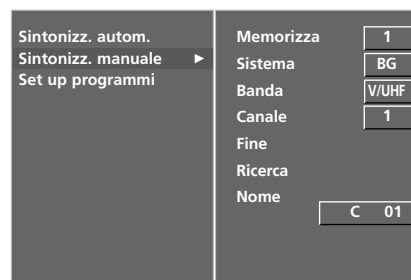 Sintonizz. autom.
Sintonizz. manuale ►
Set up programmi
Memorizza 1
Sistema BG
Banda V/UHF
Canale 1
Fine
Ricerca
Nome
C 01